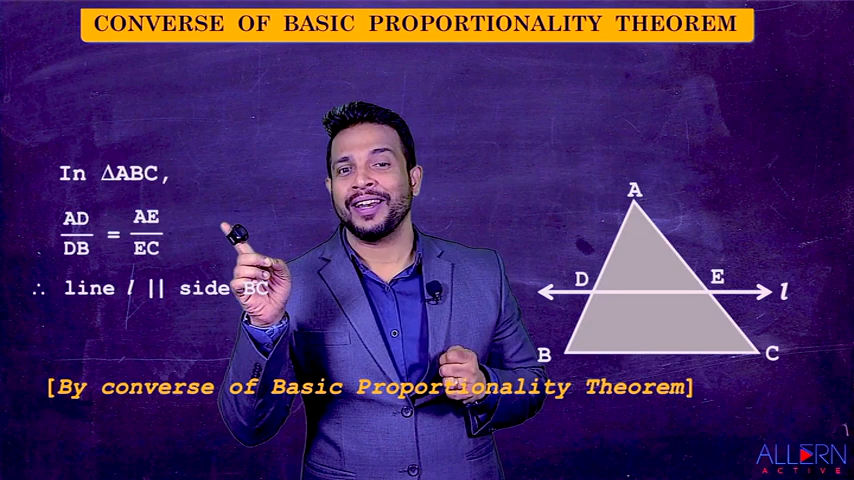 CONVERSE OF BASIC PROPORTIONALITY THEOREM
In ΔABC,
AD
DB
=
AE
EC
∴ line l || side BC
A
D
E
l
B
C
[By converse of Basic Proportionality Theorem]
ALLERN
ACTIVE